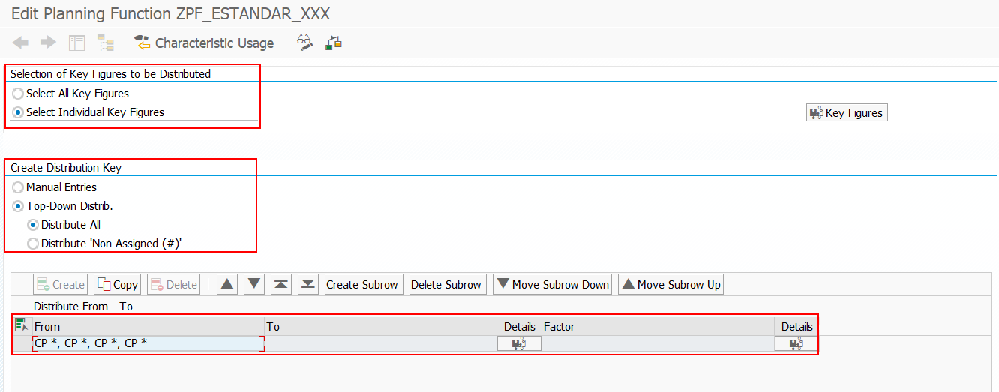 Edit Planning Function ZPF_ESTANDAR_XXX
Characteristic Usage
Selection of Key Figures to be Distributed
Select All Key Figures
Select Individual Key Figures
Key Figures
Create Distribution Key
Manual Entries
Top-Down Distrib.
Distribute All
Distribute 'Non-Assigned (#)'
Create Copy Delete Create Subrow Delete Subrow Move Subrow Down Move Subrow Up
Distribute From - To
From To Details Factor Details
CP *, CP *, CP *, CP *